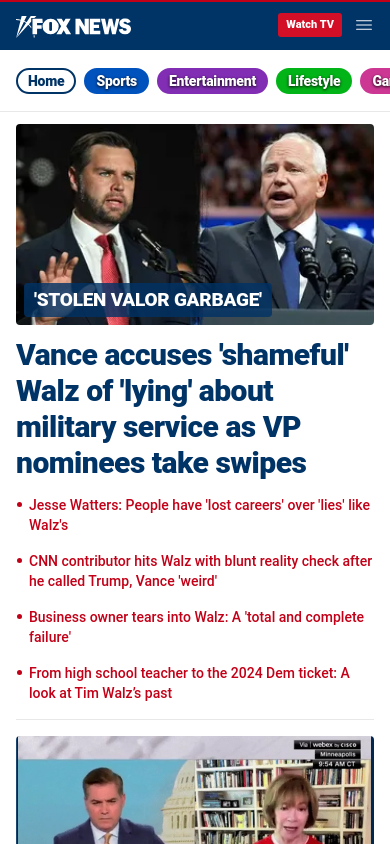 FOX NEWS
Watch TV
Home
Sports
Entertainment
Lifestyle
'STOLEN VALOR GARBAGE'
Vance accuses 'shameful'
Walz of 'lying' about
military service as VP
nominees take swipes
Jesse Watters: People have 'lost careers' over 'lies' like
Walz's
CNN contributor hits Walz with blunt reality check after
he called Trump, Vance 'weird'
Business owner tears into Walz: A 'total and complete
failure'
From high school teacher to the 2024 Dem ticket: A
look at Tim Walz’s past
Via webex by CISCO
Minneapolis
9:54 AM CT